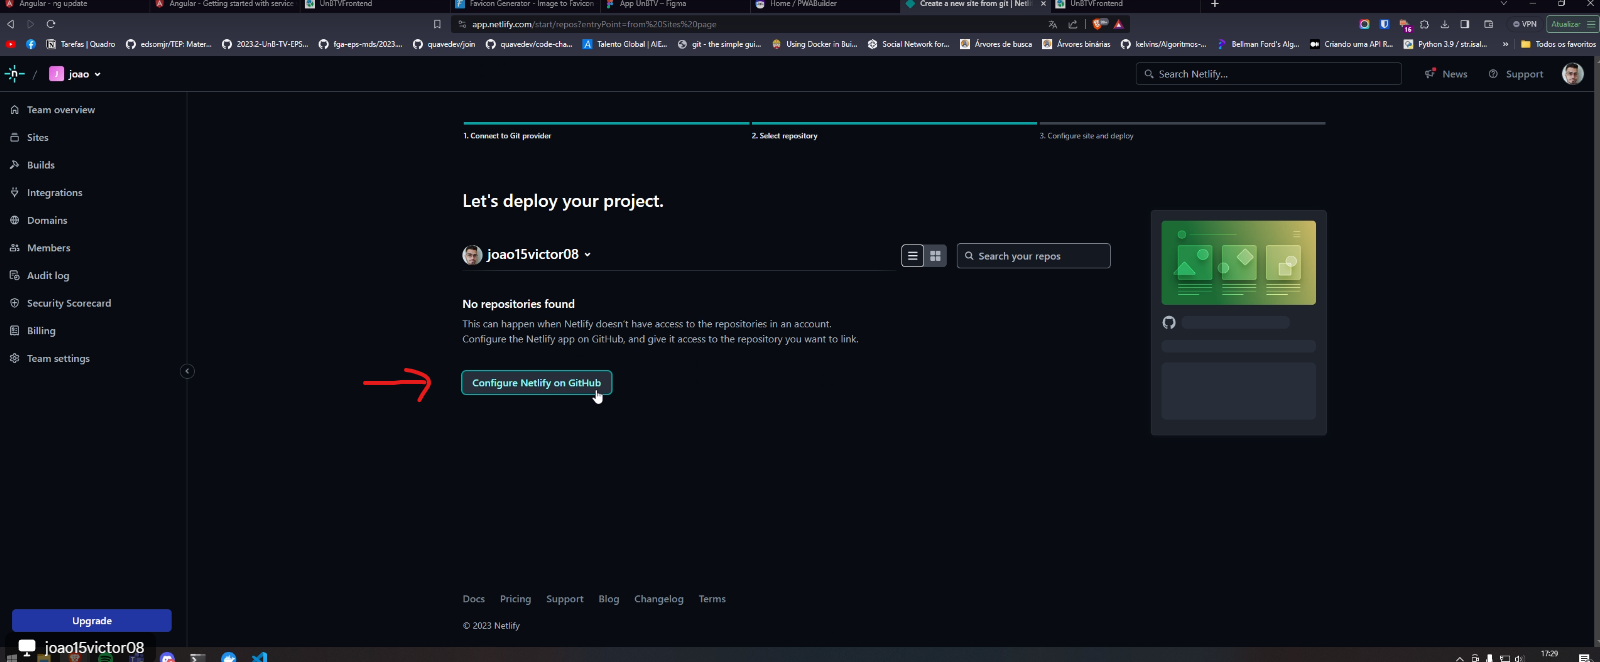 Angular - ng update
Angular - Getting started with service
UnBTVFrontend
Favicon Generator - Image to Favicon
App UnBTV – Figma
Home / PWABuilder
Create a new site from git | Netli
UnBTVFrontend
app.netlify.com/start/repos?entryPoint=from%20Sites%20page
VPN
Atualizar
Tarefas | Quadro
edsomjr/TEP: Mater...
2023.2-UnB-TV-EPS...
fga-eps-mds/2023....
quavedev/join
quavedev/code-cha...
Talento Global | AIE...
git - the simple gui...
Using Docker in Bui...
Social Network for...
Árvores de busca
Árvores binárias
kelvins/Algoritmos-...
Bellman Ford's Alg...
Criando uma API R...
Python 3.9 / str.isal...
»
Todos os favoritos
16
/ J joao
Search Netlify...
News
Support
Team overview
Sites
Builds
Integrations
Domains
Members
Audit log
Security Scorecard
Billing
Team settings
Upgrade
joao15victor08
1. Connect to Git provider
2. Select repository
3. Configure site and deploy
Let's deploy your project.
joao15victor08
Search your repos
No repositories found
This can happen when Netlify doesn't have access to the repositories in an account.
Configure the Netlify app on GitHub, and give it access to the repository you want to link.
Configure Netlify on GitHub
Docs
Pricing
Support
Blog
Changelog
Terms
© 2023 Netlify
17:29